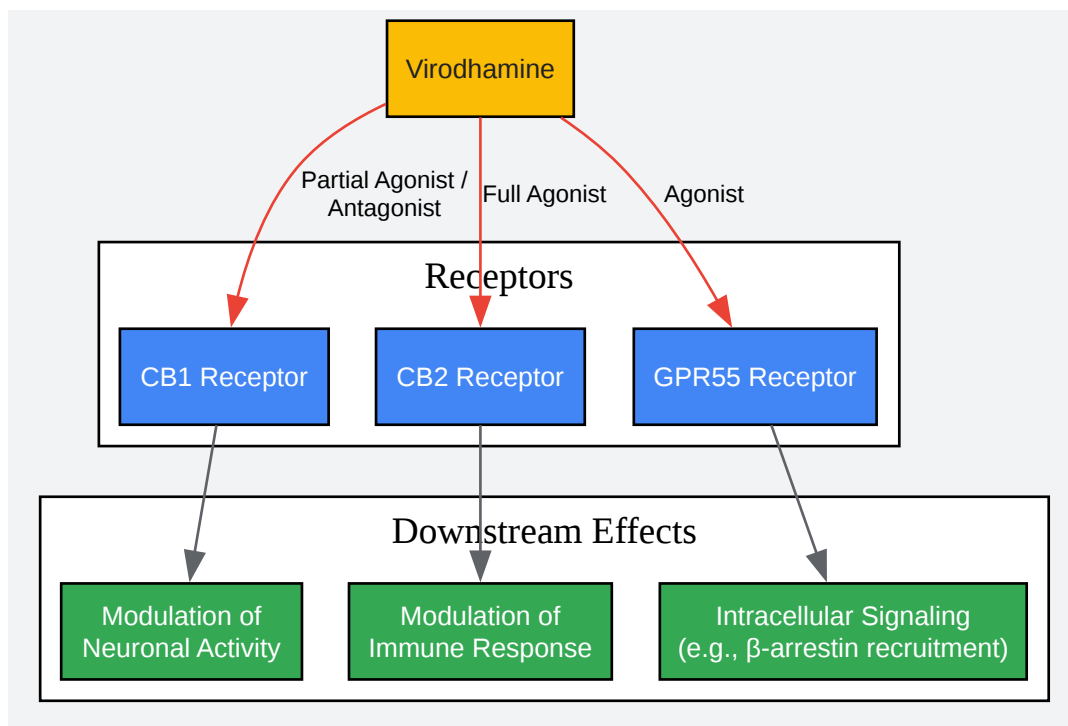 Virodhamine
Partial Agonist /
Antagonist
Full Agonist
Agonist
Receptors
CB1 Receptor
CB2 Receptor
GPR55 Receptor
Downstream Effects
Modulation of
Neuronal Activity
Modulation of
Immune Response
Intracellular Signaling
(e.g., β-arrestin recruitment)